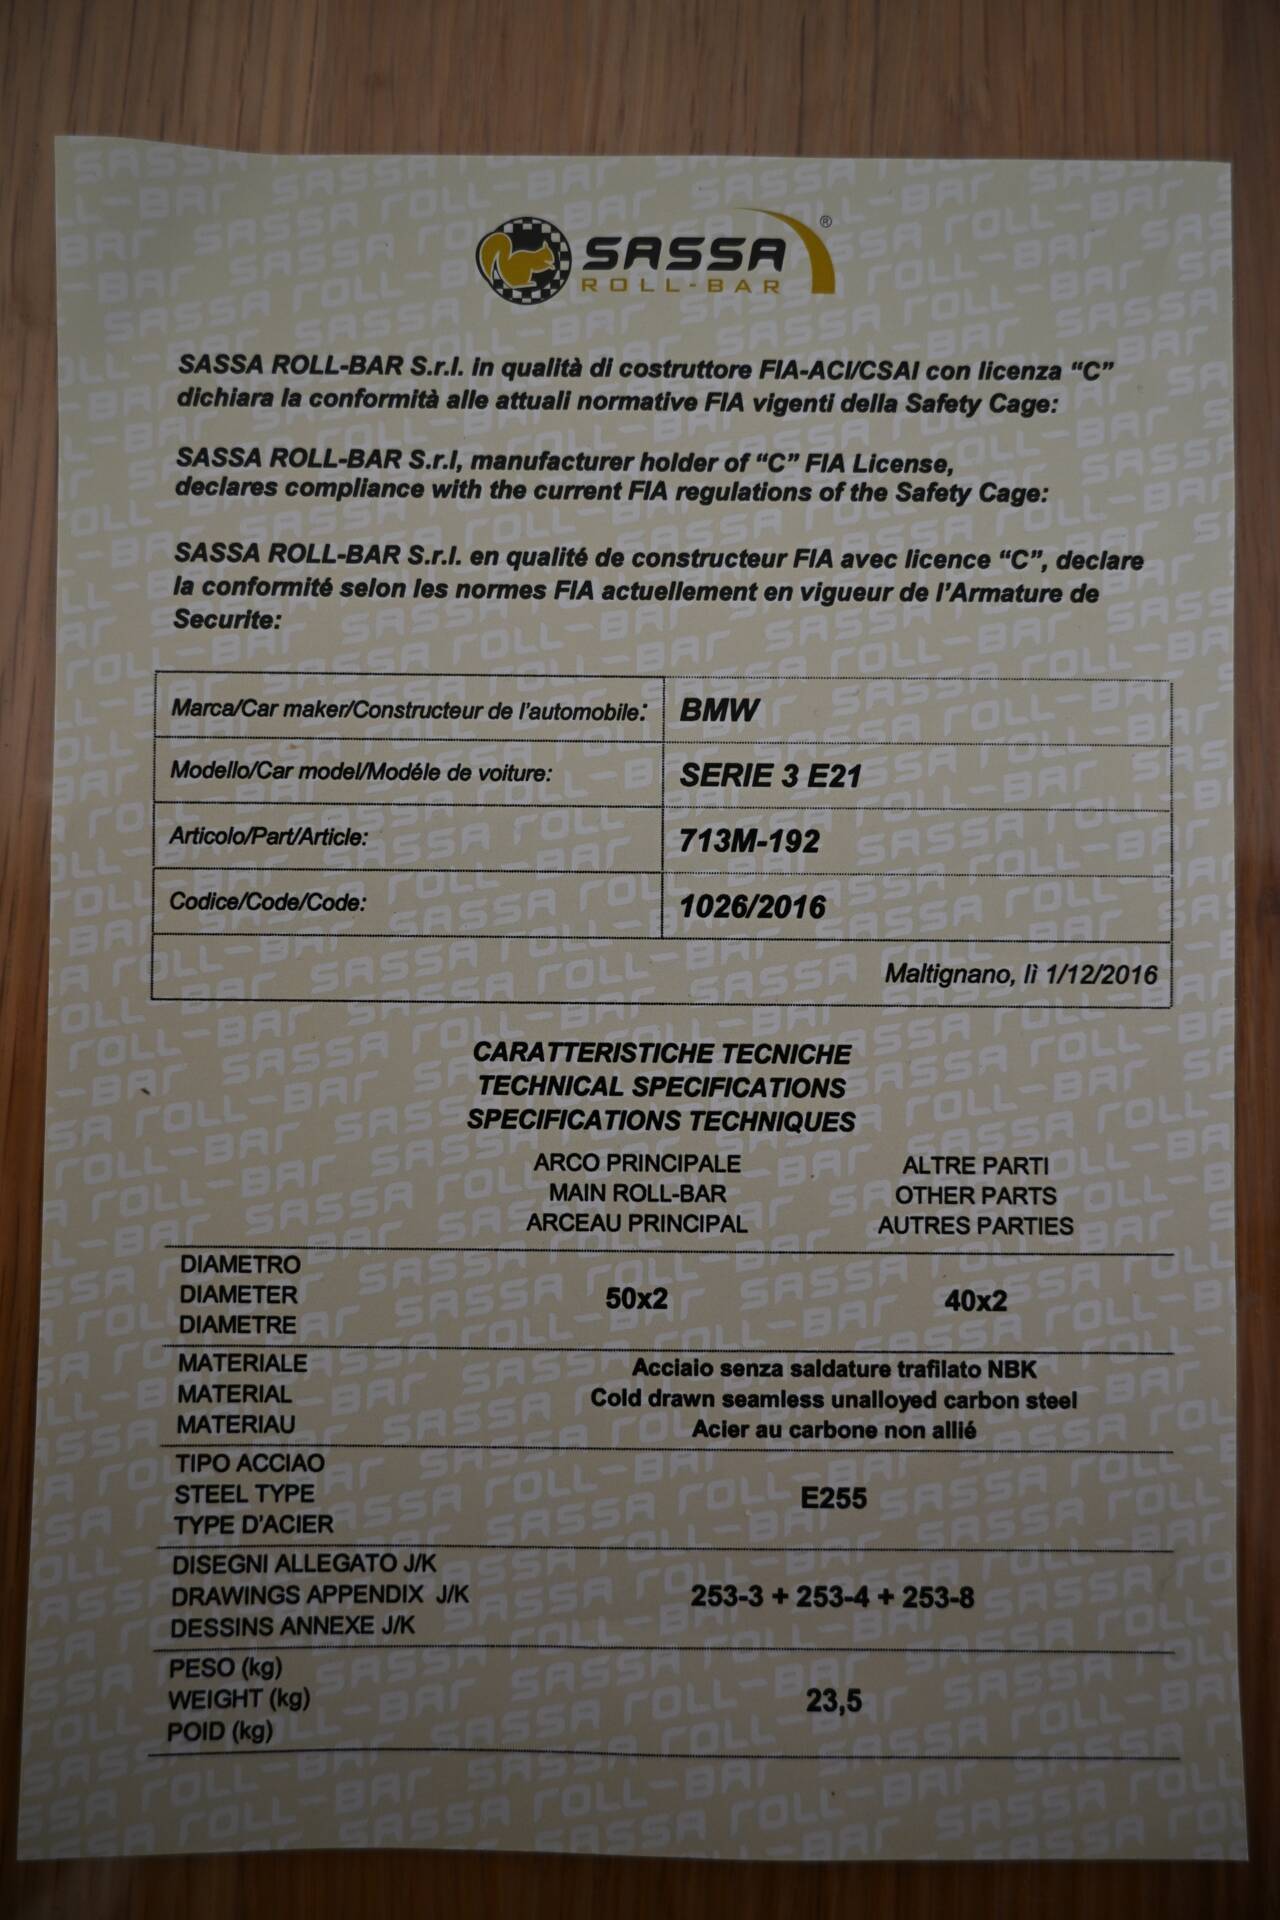 SASSA ®
ROLL-BAR
SASSA ROLL-BAR S.r.l. in qualità di costruttore FIA-ACI/CSAI con licenza “C”
dichiara la conformità alle attuali normative FIA vigenti della Safety Cage:
SASSA ROLL-BAR S.r.l, manufacturer holder of “C” FIA License,
declares compliance with the current FIA regulations of the Safety Cage:
SASSA ROLL-BAR S.r.l. en qualité de constructeur FIA avec licence “C”, declare
la conformité selon les normes FIA actuellement en vigueur de l’Armature de
Securite:
Marca/Car maker/Constructeur de l’automobile: BMW
Modello/Car model/Modéle de voiture: SERIE 3 E21
Articolo/Part/Article: 713M-192
Codice/Code/Code: 1026/2016
Maltignano, lì 1/12/2016
CARATTERISTICHE TECNICHE
TECHNICAL SPECIFICATIONS
SPECIFICATIONS TECHNIQUES
ARCO PRINCIPALE ALTRE PARTI
MAIN ROLL-BAR OTHER PARTS
ARCEAU PRINCIPAL AUTRES PARTIES
DIAMETRO
DIAMETER 50x2 40x2
DIAMETRE
MATERIALE Acciaio senza saldature trafilato NBK
MATERIAL Cold drawn seamless unalloyed carbon steel
MATERIAU Acier au carbone non allié
TIPO ACCIAO
STEEL TYPE E255
TYPE D'ACIER
DISEGNI ALLEGATO J/K
DRAWINGS APPENDIX J/K 253-3 + 253-4 + 253-8
DESSINS ANNEXE J/K
PESO (kg)
WEIGHT (kg) 23,5
POID (kg)